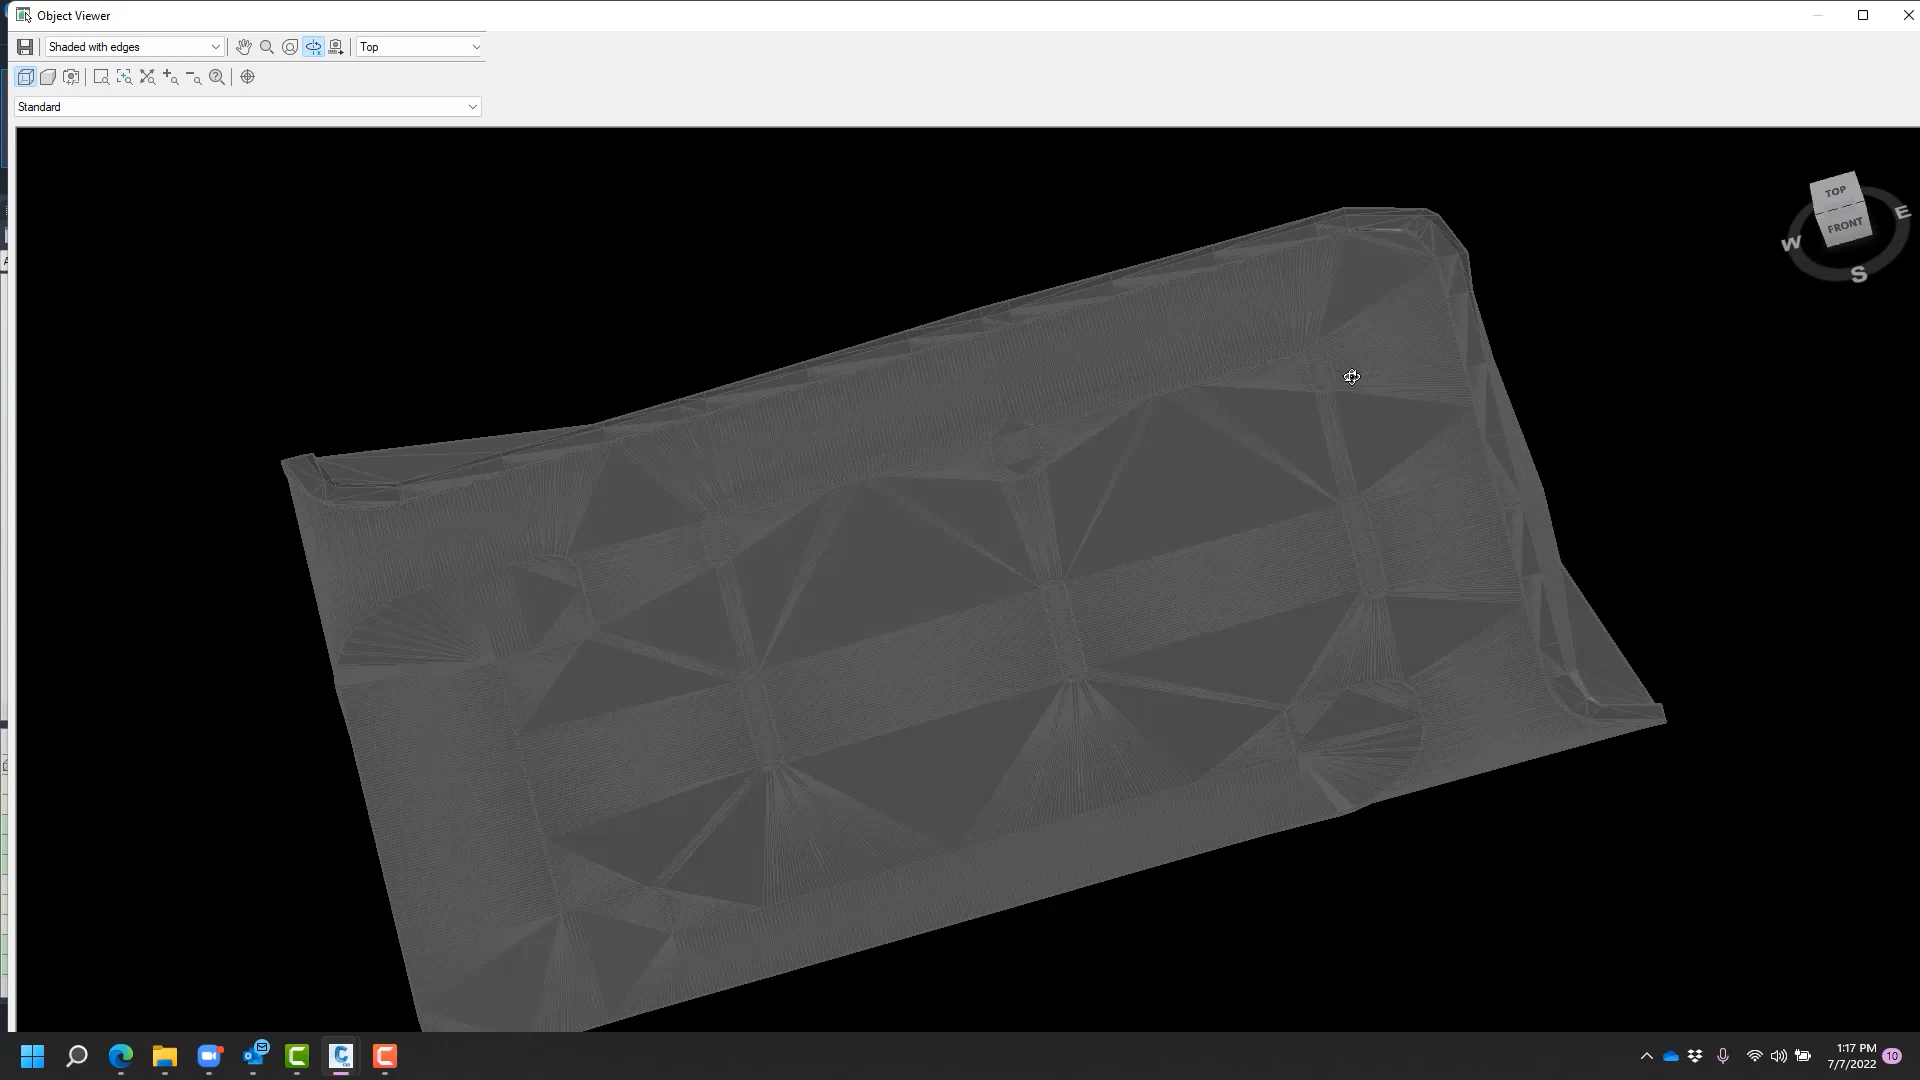 Object Viewer
Shaded with edges
Top
Standard
TOP
FRONT
W
E
S
1:17 PM
7/7/2022
10